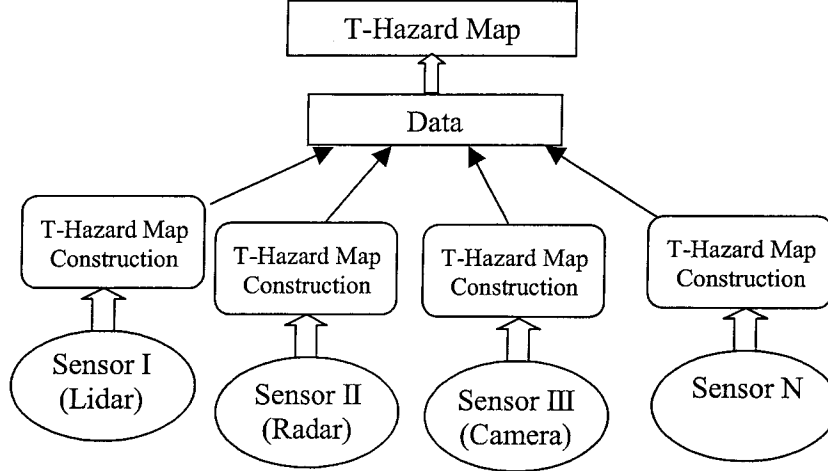 T-Hazard Map
Data
T-Hazard Map
Construction
T-Hazard Map
Construction
T-Hazard Map
Construction
T-Hazard Map
Construction
Sensor I
(Lidar)
Sensor II
(Radar)
Sensor III
(Camera)
Sensor N